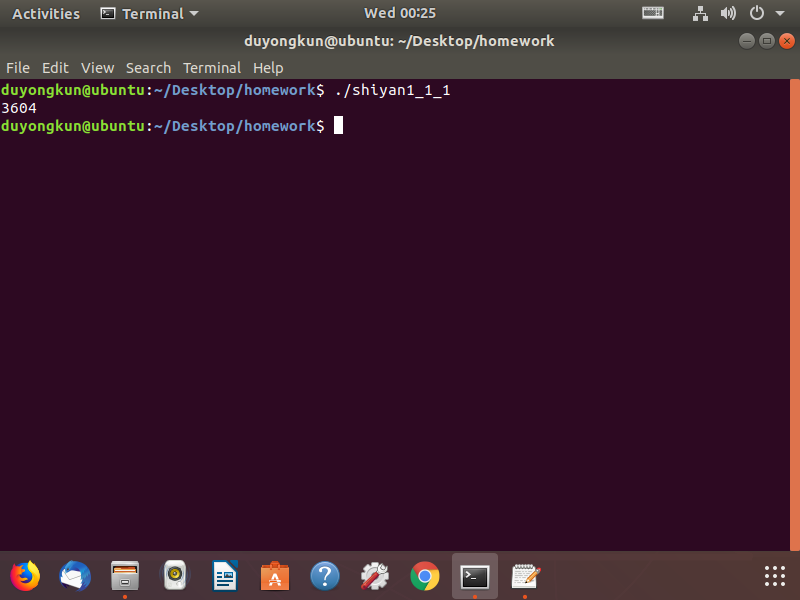 Activities Terminal Wed 00:25
duyongkun@ubuntu: ~/Desktop/homework
File Edit View Search Terminal Help
duyongkun@ubuntu:~/Desktop/homework$ ./shiyan1_1_1
3604
duyongkun@ubuntu:~/Desktop/homework$